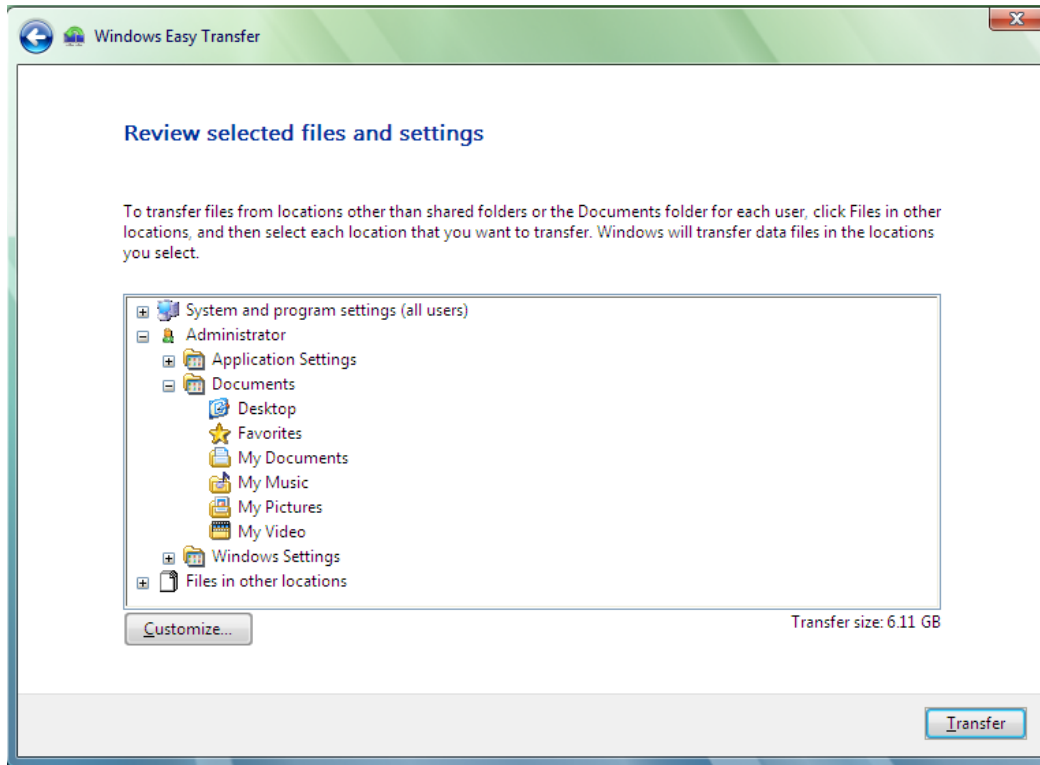 Windows Easy Transfer
Review selected files and settings
To transfer files from locations other than shared folders or the Documents folder for each user, click Files in other
locations, and then select each location that you want to transfer. Windows will transfer data files in the locations
you select.
System and program settings (all users)
Administrator
Application Settings
Documents
Desktop
Favorites
My Documents
My Music
My Pictures
My Video
Windows Settings
Files in other locations
Customize...
Transfer size: 6.11 GB
Transfer